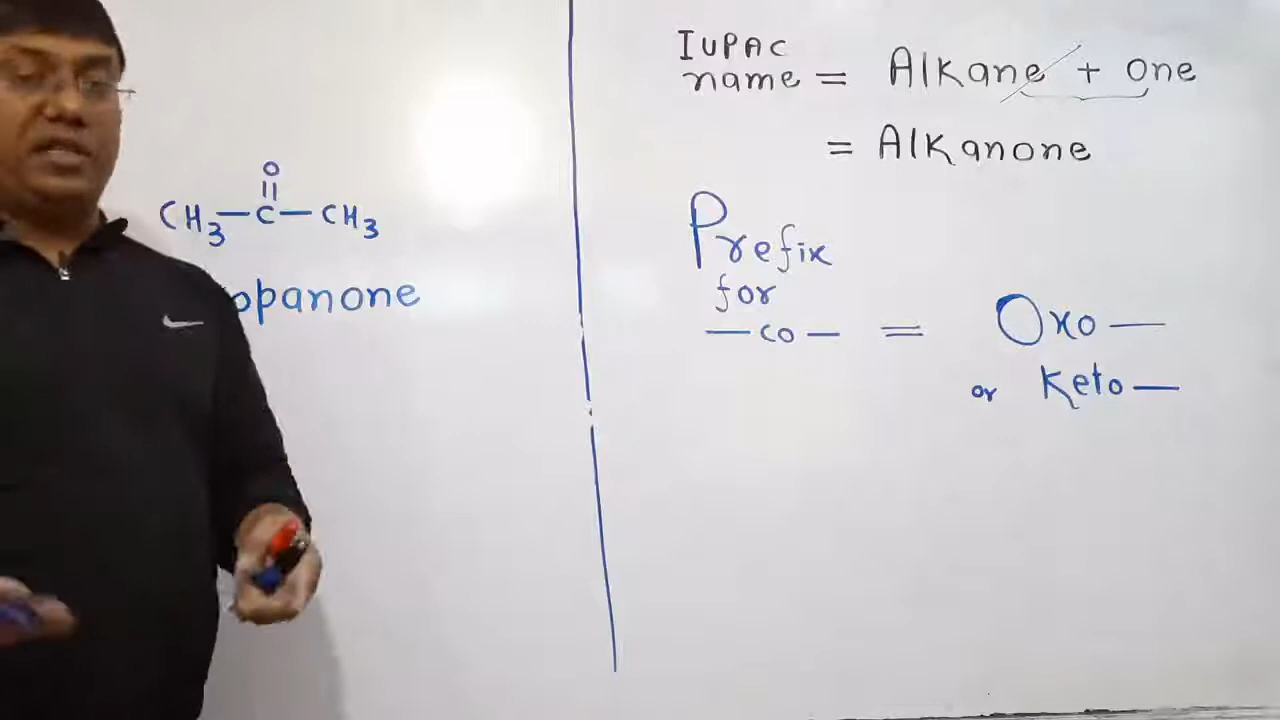 O
||
CH3—C—CH3
opanone
IUPAC
name = Alkane + one
= Alkanone
Prefix
for
—CO— = Oxo—
or Keto—